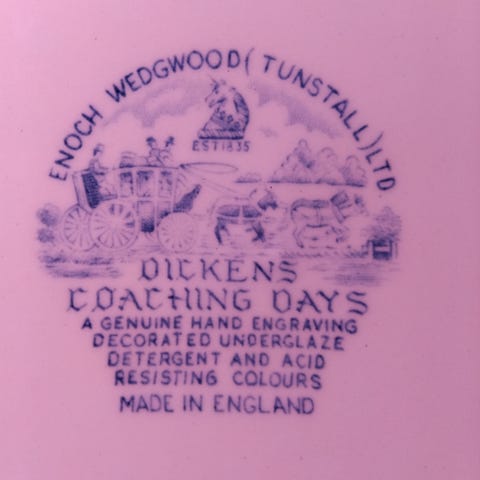 ENOCH WEDGWOOD (TUNSTALL) LTD
EST 1835
DICKENS
COACHING DAYS
A GENUINE HAND ENGRAVING
DECORATED UNDERGLAZE
DETERGENT AND ACID
RESISTING COLOURS
MADE IN ENGLAND